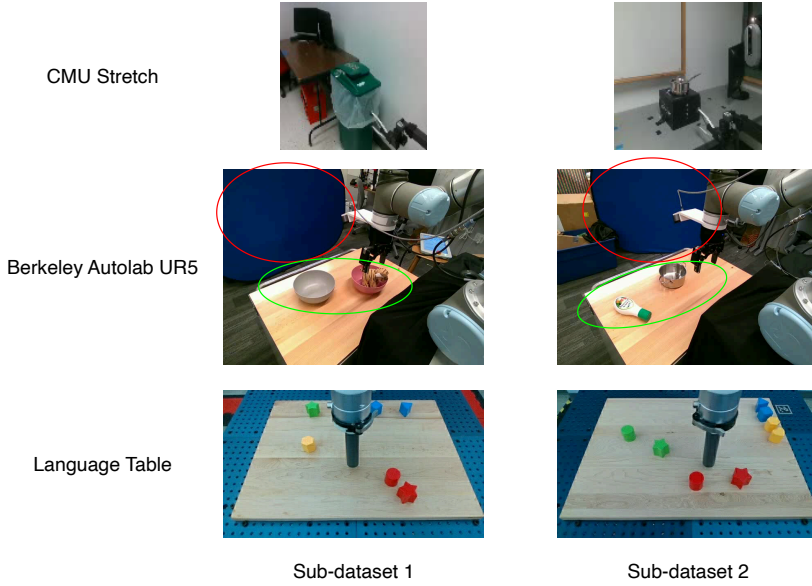 CMU Stretch
Berkeley Autolab UR5
Language Table
Sub-dataset 1
Sub-dataset 2